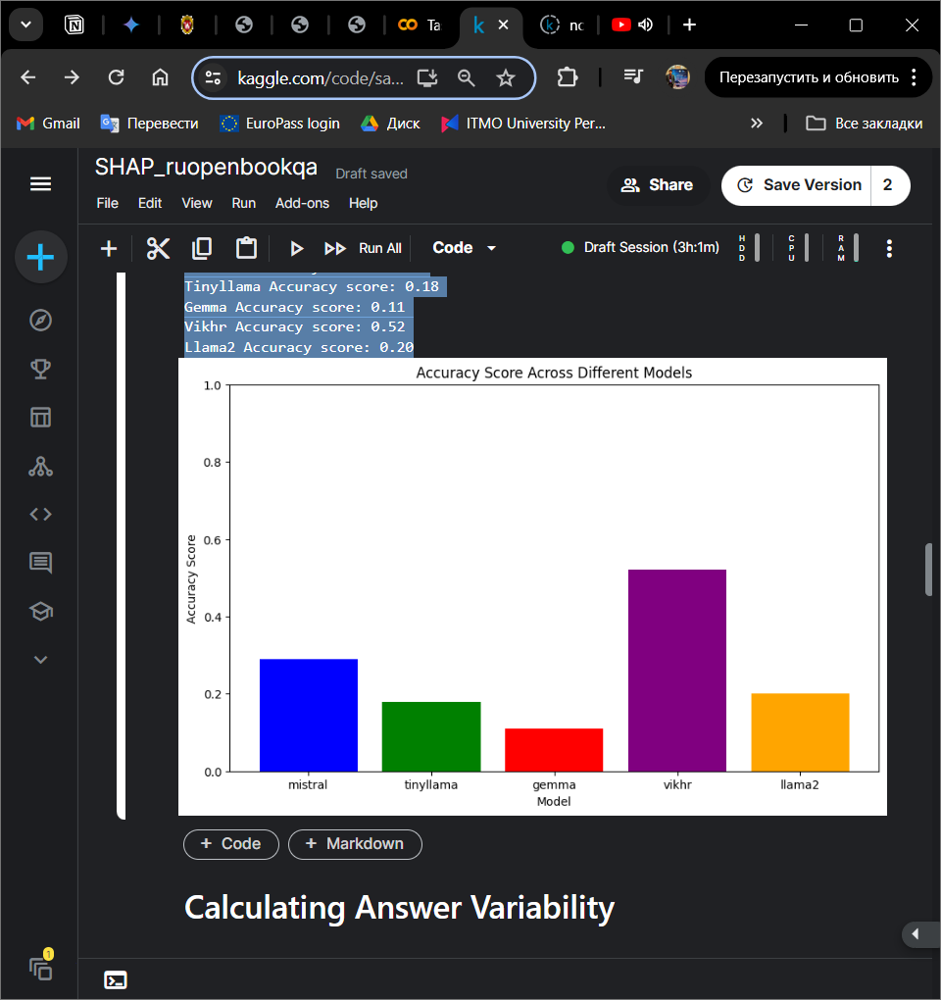 Ta
nc
kaggle.com/code/sa...
Перезапустить и обновить
Gmail
Перевести
EuroPass login
Диск
ITMO University Per...
Все закладки
SHAP_ruopenbookqa
Draft saved
Share
Save Version
2
File Edit View Run Add-ons Help
Run All
Code
Draft Session (3h:1m)
HDD
CPU
RAM
Tinyllama Accuracy score: 0.18
Gemma Accuracy score: 0.11
Vikhr Accuracy score: 0.52
Llama2 Accuracy score: 0.20
Accuracy Score Across Different Models
1.0
0.8
0.6
0.4
0.2
0.0
Accuracy Score
mistral tinyllama gemma vikhr llama2
Model
+ Code
+ Markdown
Calculating Answer Variability
1